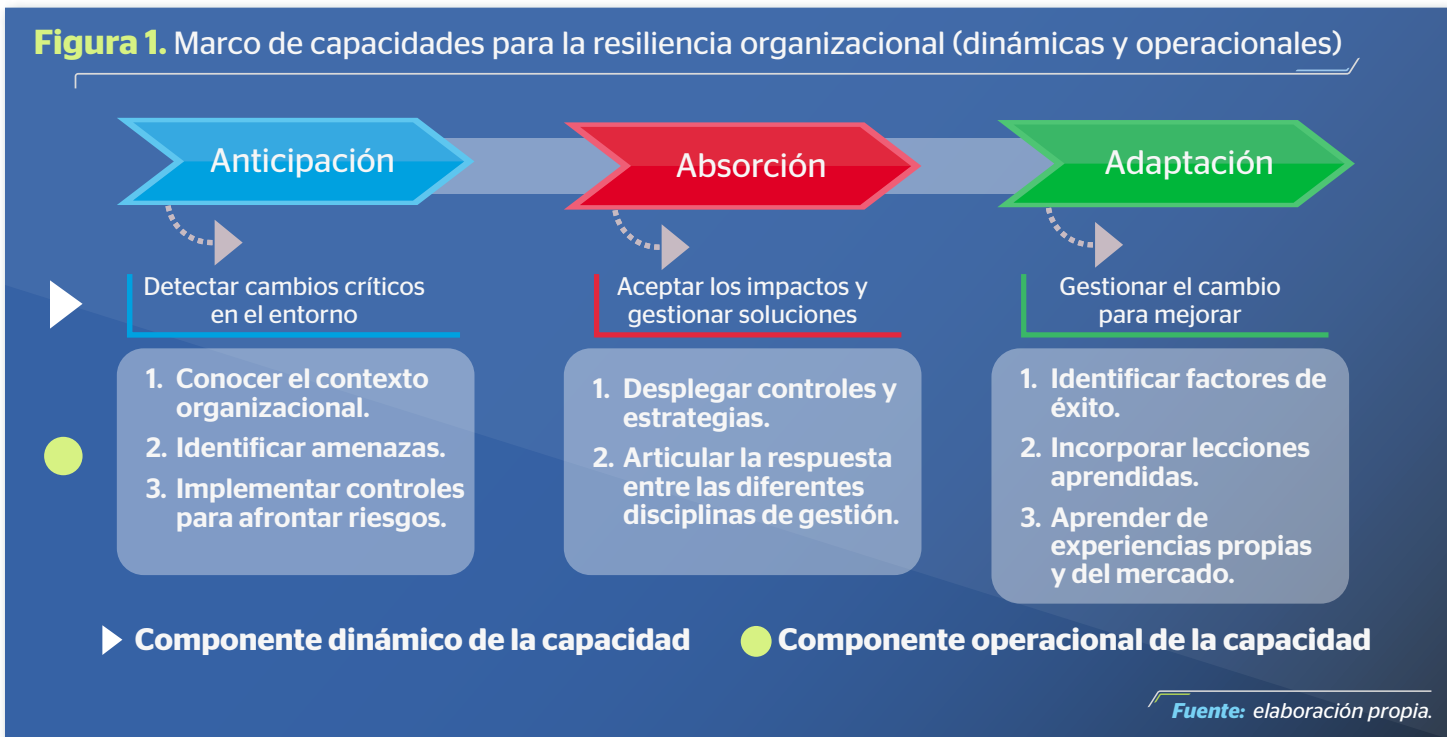 Figura 1. Marco de capacidades para la resiliencia organizacional (dinámicas y operacionales)
Anticipación
Detectar cambios críticos
en el entorno
1. Conocer el contexto
organizacional.
2. Identificar amenazas.
3. Implementar controles
para afrontar riesgos.
Absorción
Aceptar los impactos y
gestionar soluciones
1. Desplegar controles y
estrategias.
2. Articular la respuesta
entre las diferentes
disciplinas de gestión.
Adaptación
Gestionar el cambio
para mejorar
1. Identificar factores de
éxito.
2. Incorporar lecciones
aprendidas.
3. Aprender de
experiencias propias
y del mercado.
Componente dinámico de la capacidad
Componente operacional de la capacidad
Fuente: elaboración propia.